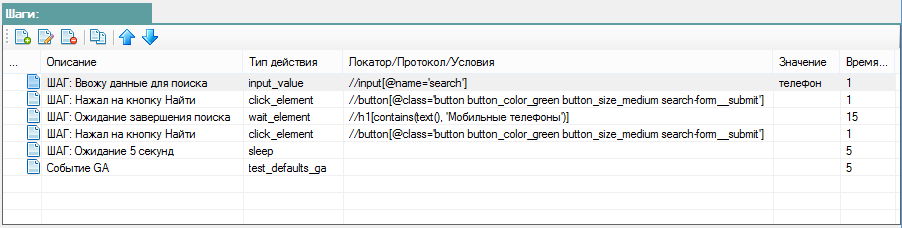 Шаги:
... Описание Тип действия Локатор/Протокол/Условия Значение Время...
ШАГ: Ввожу данные для поиска input_value //input[@name='search'] телефон 1
ШАГ: Нажал на кнопку Найти click_element //button[@class='button button_color_green button_size_medium search-form__submit'] 1
ШАГ: Ожидание завершения поиска wait_element //h1[contains(text(), 'Мобильные телефоны')] 15
ШАГ: Нажал на кнопку Найти click_element //button[@class='button button_color_green button_size_medium search-form__submit'] 1
ШАГ: Ожидание 5 секунд sleep 5
Событие GA test_defaults_ga 5